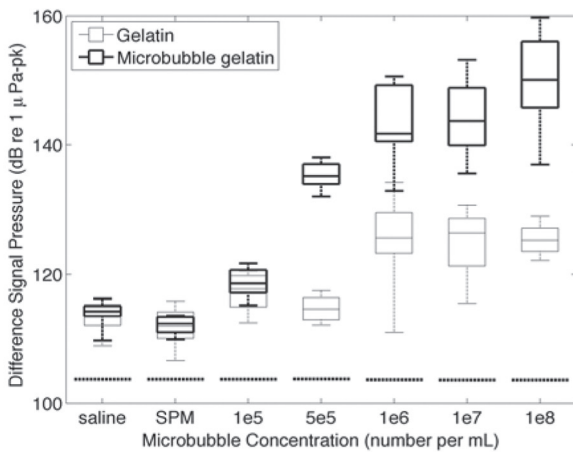 Gelatin
Microbubble gelatin
Difference Signal Pressure (dB re 1 μ Pa-pk)
160
140
120
100
saline SPM 1e5 5e5 1e6 1e7 1e8
Microbubble Concentration (number per mL)